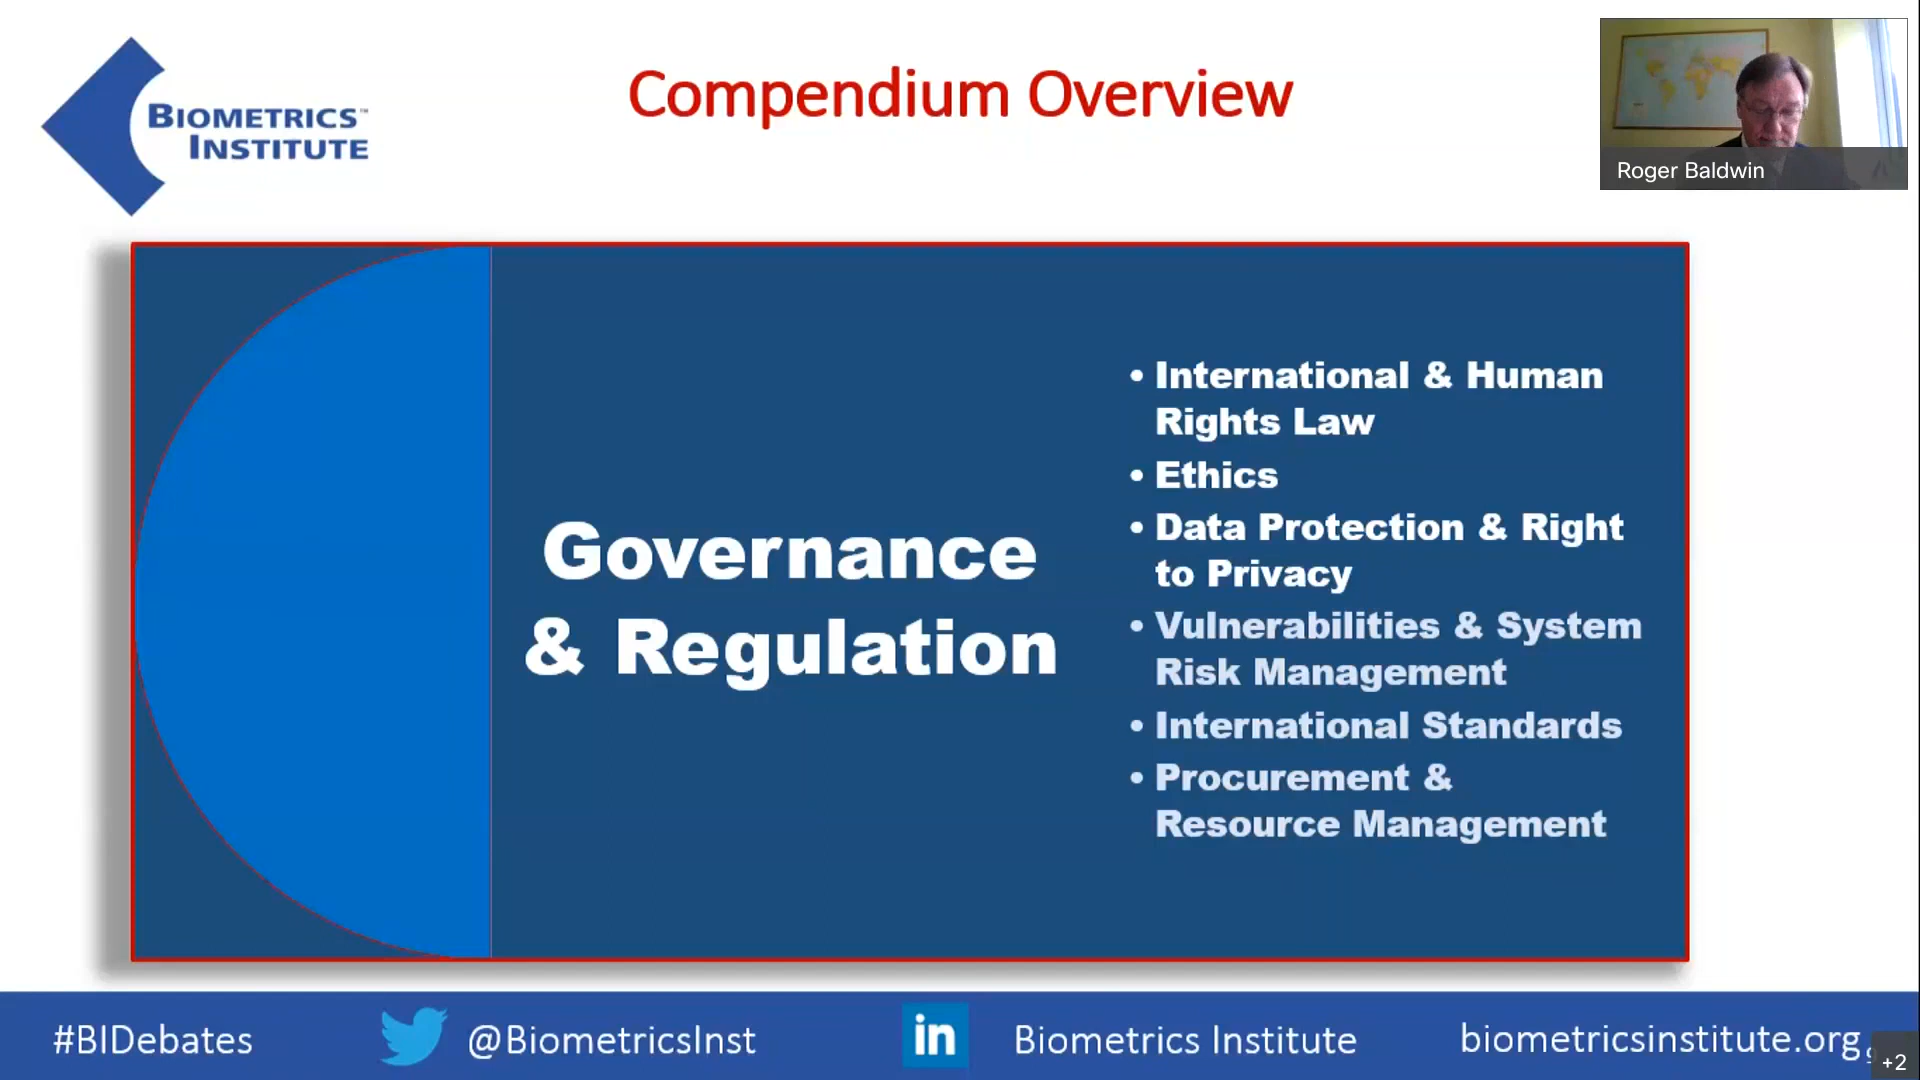 BIOMETRICS™
INSTITUTE
Compendium Overview
Roger Baldwin
Governance
& Regulation
• International & Human
Rights Law
• Ethics
• Data Protection & Right
to Privacy
• Vulnerabilities & System
Risk Management
• International Standards
• Procurement &
Resource Management
#BIDebates
@BiometricsInst
in
Biometrics Institute
biometricsinstitute.org
+2